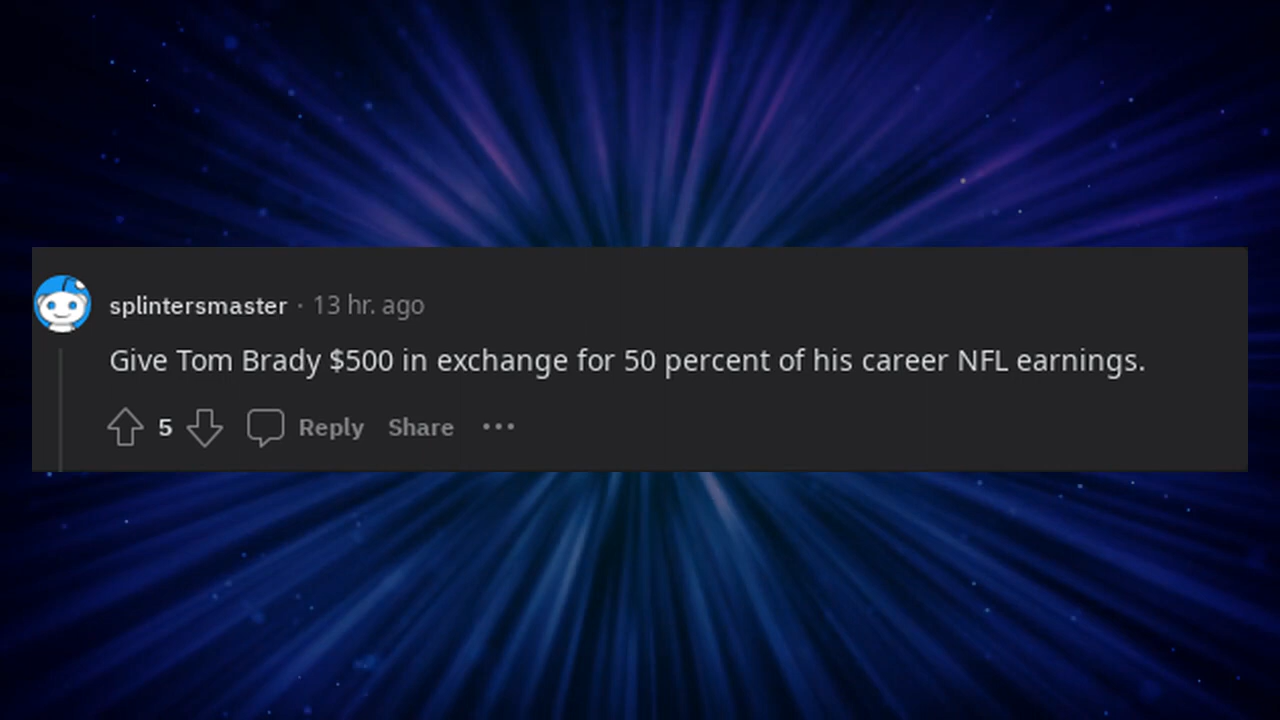 splintersmaster · 13 hr. ago
Give Tom Brady $500 in exchange for 50 percent of his career NFL earnings.
5 Reply Share ···